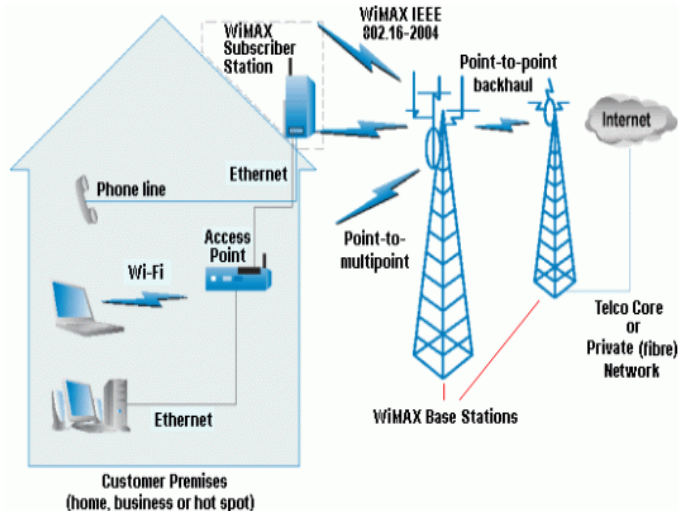 WiMAX
Subscriber
Station
WiMAX IEEE
802.16-2004
Point-to-point
backhaul
Internet
Ethernet
Phone line
Access
Point
Point-to-
multipoint
Wi-Fi
Telco Core
or
Private (fibre)
Network
Ethernet
WiMAX Base Stations
Customer Premises
(home, business or hot spot)